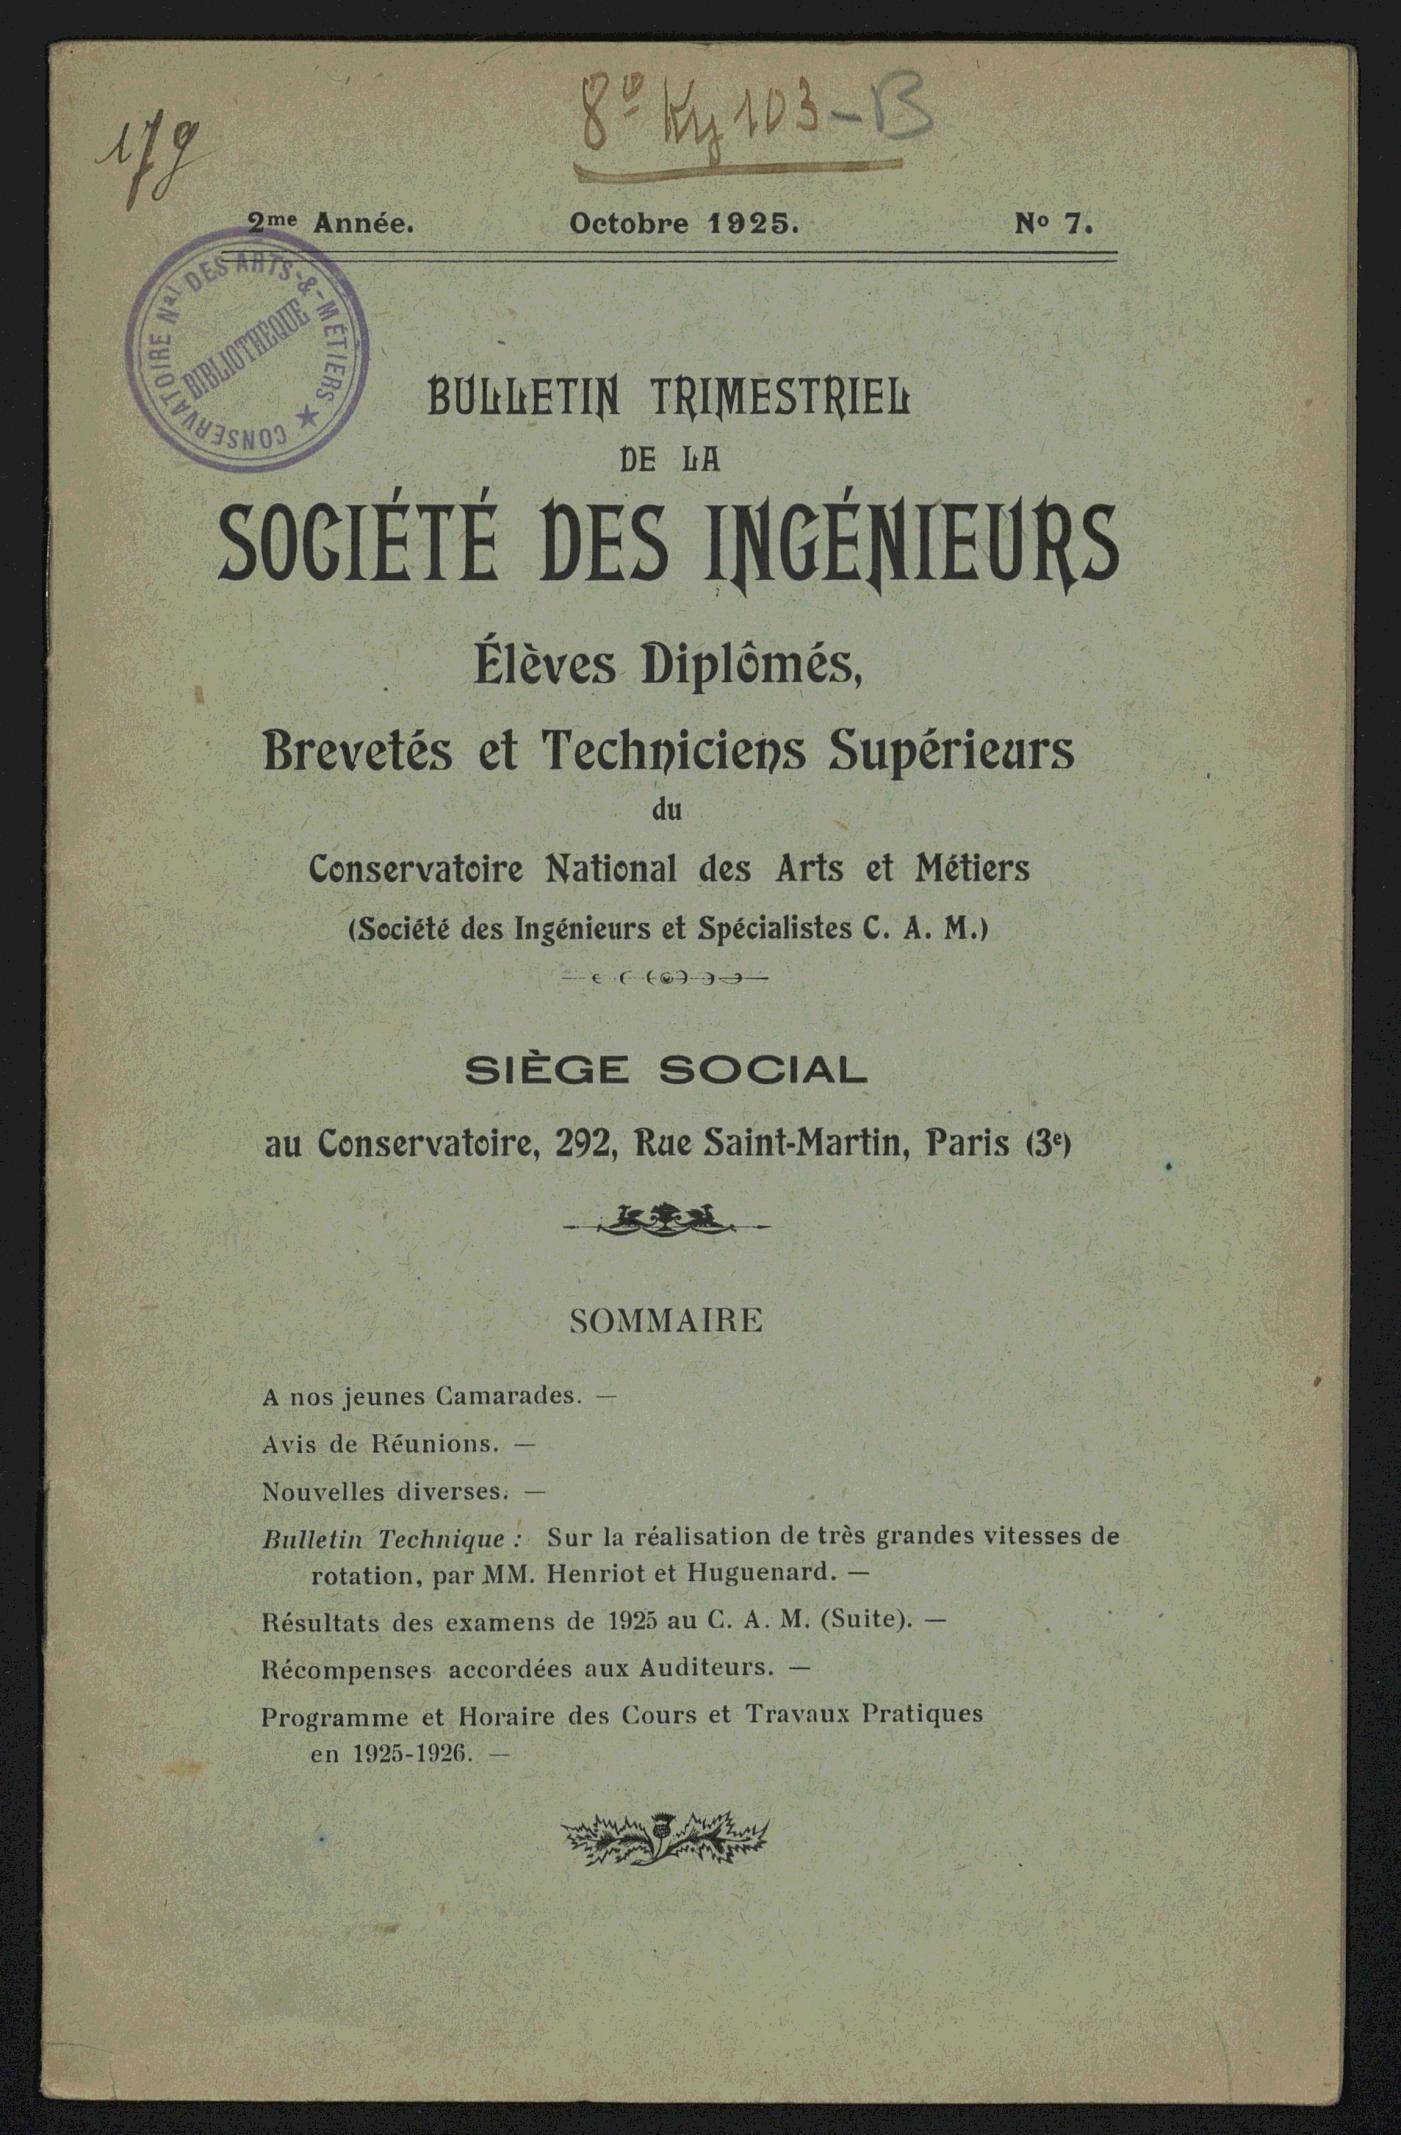 8º Ky 103-B
179
2me Année. Octobre 1925. Nº 7.
CONSERVATOIRE Nal DES ARTS-&-MÉTIERS
BIBLIOTHEQUE
BULLETIN TRIMESTRIEL
DE LA
SOCIÉTÉ DES INGÉNIEURS
Élèves Diplômés,
Brevetés et Techniciens Supérieurs
du
Conservatoire National des Arts et Métiers
(Société des Ingénieurs et Spécialistes C. A. M.)
SIÈGE SOCIAL
au Conservatoire, 292, Rue Saint-Martin, Paris (3e)
SOMMAIRE
A nos jeunes Camarades. —
Avis de Réunions. —
Nouvelles diverses. —
Bulletin Technique : Sur la réalisation de très grandes vitesses de
rotation, par MM. Henriot et Huguenard. —
Résultats des examens de 1925 au C. A. M. (Suite). —
Récompenses accordées aux Auditeurs. —
Programme et Horaire des Cours et Travaux Pratiques
en 1925-1926. —